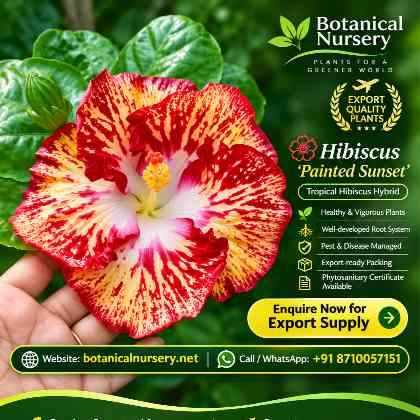 Botanical
Nursery
PLANTS FOR A
GREENER WORLD
EXPORT
QUALITY
PLANTS
Hibiscus
'Painted Sunset'
Tropical Hibiscus Hybrid
Healthy & Vigorous Plants
Well-developed Root System
Pest & Disease Managed
Export-ready Packing
Phytosanitary Certificate
Available
Enquire Now for
Export Supply
Website: botanicalnursery.net
Call / WhatsApp: +91 8710057151